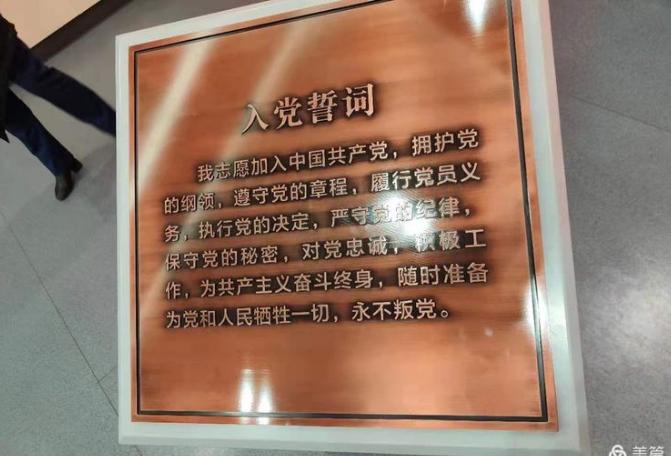 入党誓词
我志愿加入中国共产党，拥护党
的纲领，遵守党的章程，履行党员义
务，执行党的决定，严守党的纪律，
保守党的秘密，对党忠诚，积极工
作，为共产主义奋斗终身，随时准备
为党和人民牺牲一切，永不叛党。
美篇